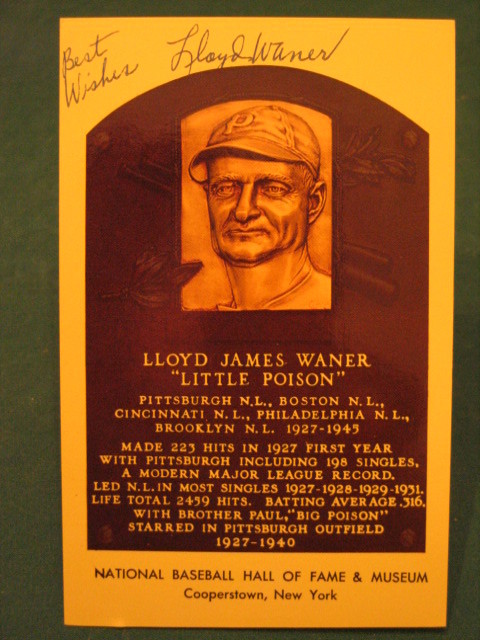 Best Wishes
Lloyd Waner
P
LLOYD JAMES WANER
"LITTLE POISON"
PITTSBURGH N.L., BOSTON N.L.,
CINCINNATI N.L., PHILADELPHIA N.L.,
BROOKLYN N.L. 1927-1945
MADE 223 HITS IN 1927 FIRST YEAR
WITH PITTSBURGH INCLUDING 198 SINGLES,
A MODERN MAJOR LEAGUE RECORD.
LED N.L. IN MOST SINGLES 1927-1928-1929-1931.
LIFE TOTAL 2459 HITS. BATTING AVERAGE .316.
WITH BROTHER PAUL, "BIG POISON"
STARRED IN PITTSBURGH OUTFIELD
1927-1940
NATIONAL BASEBALL HALL OF FAME & MUSEUM
Cooperstown, New York